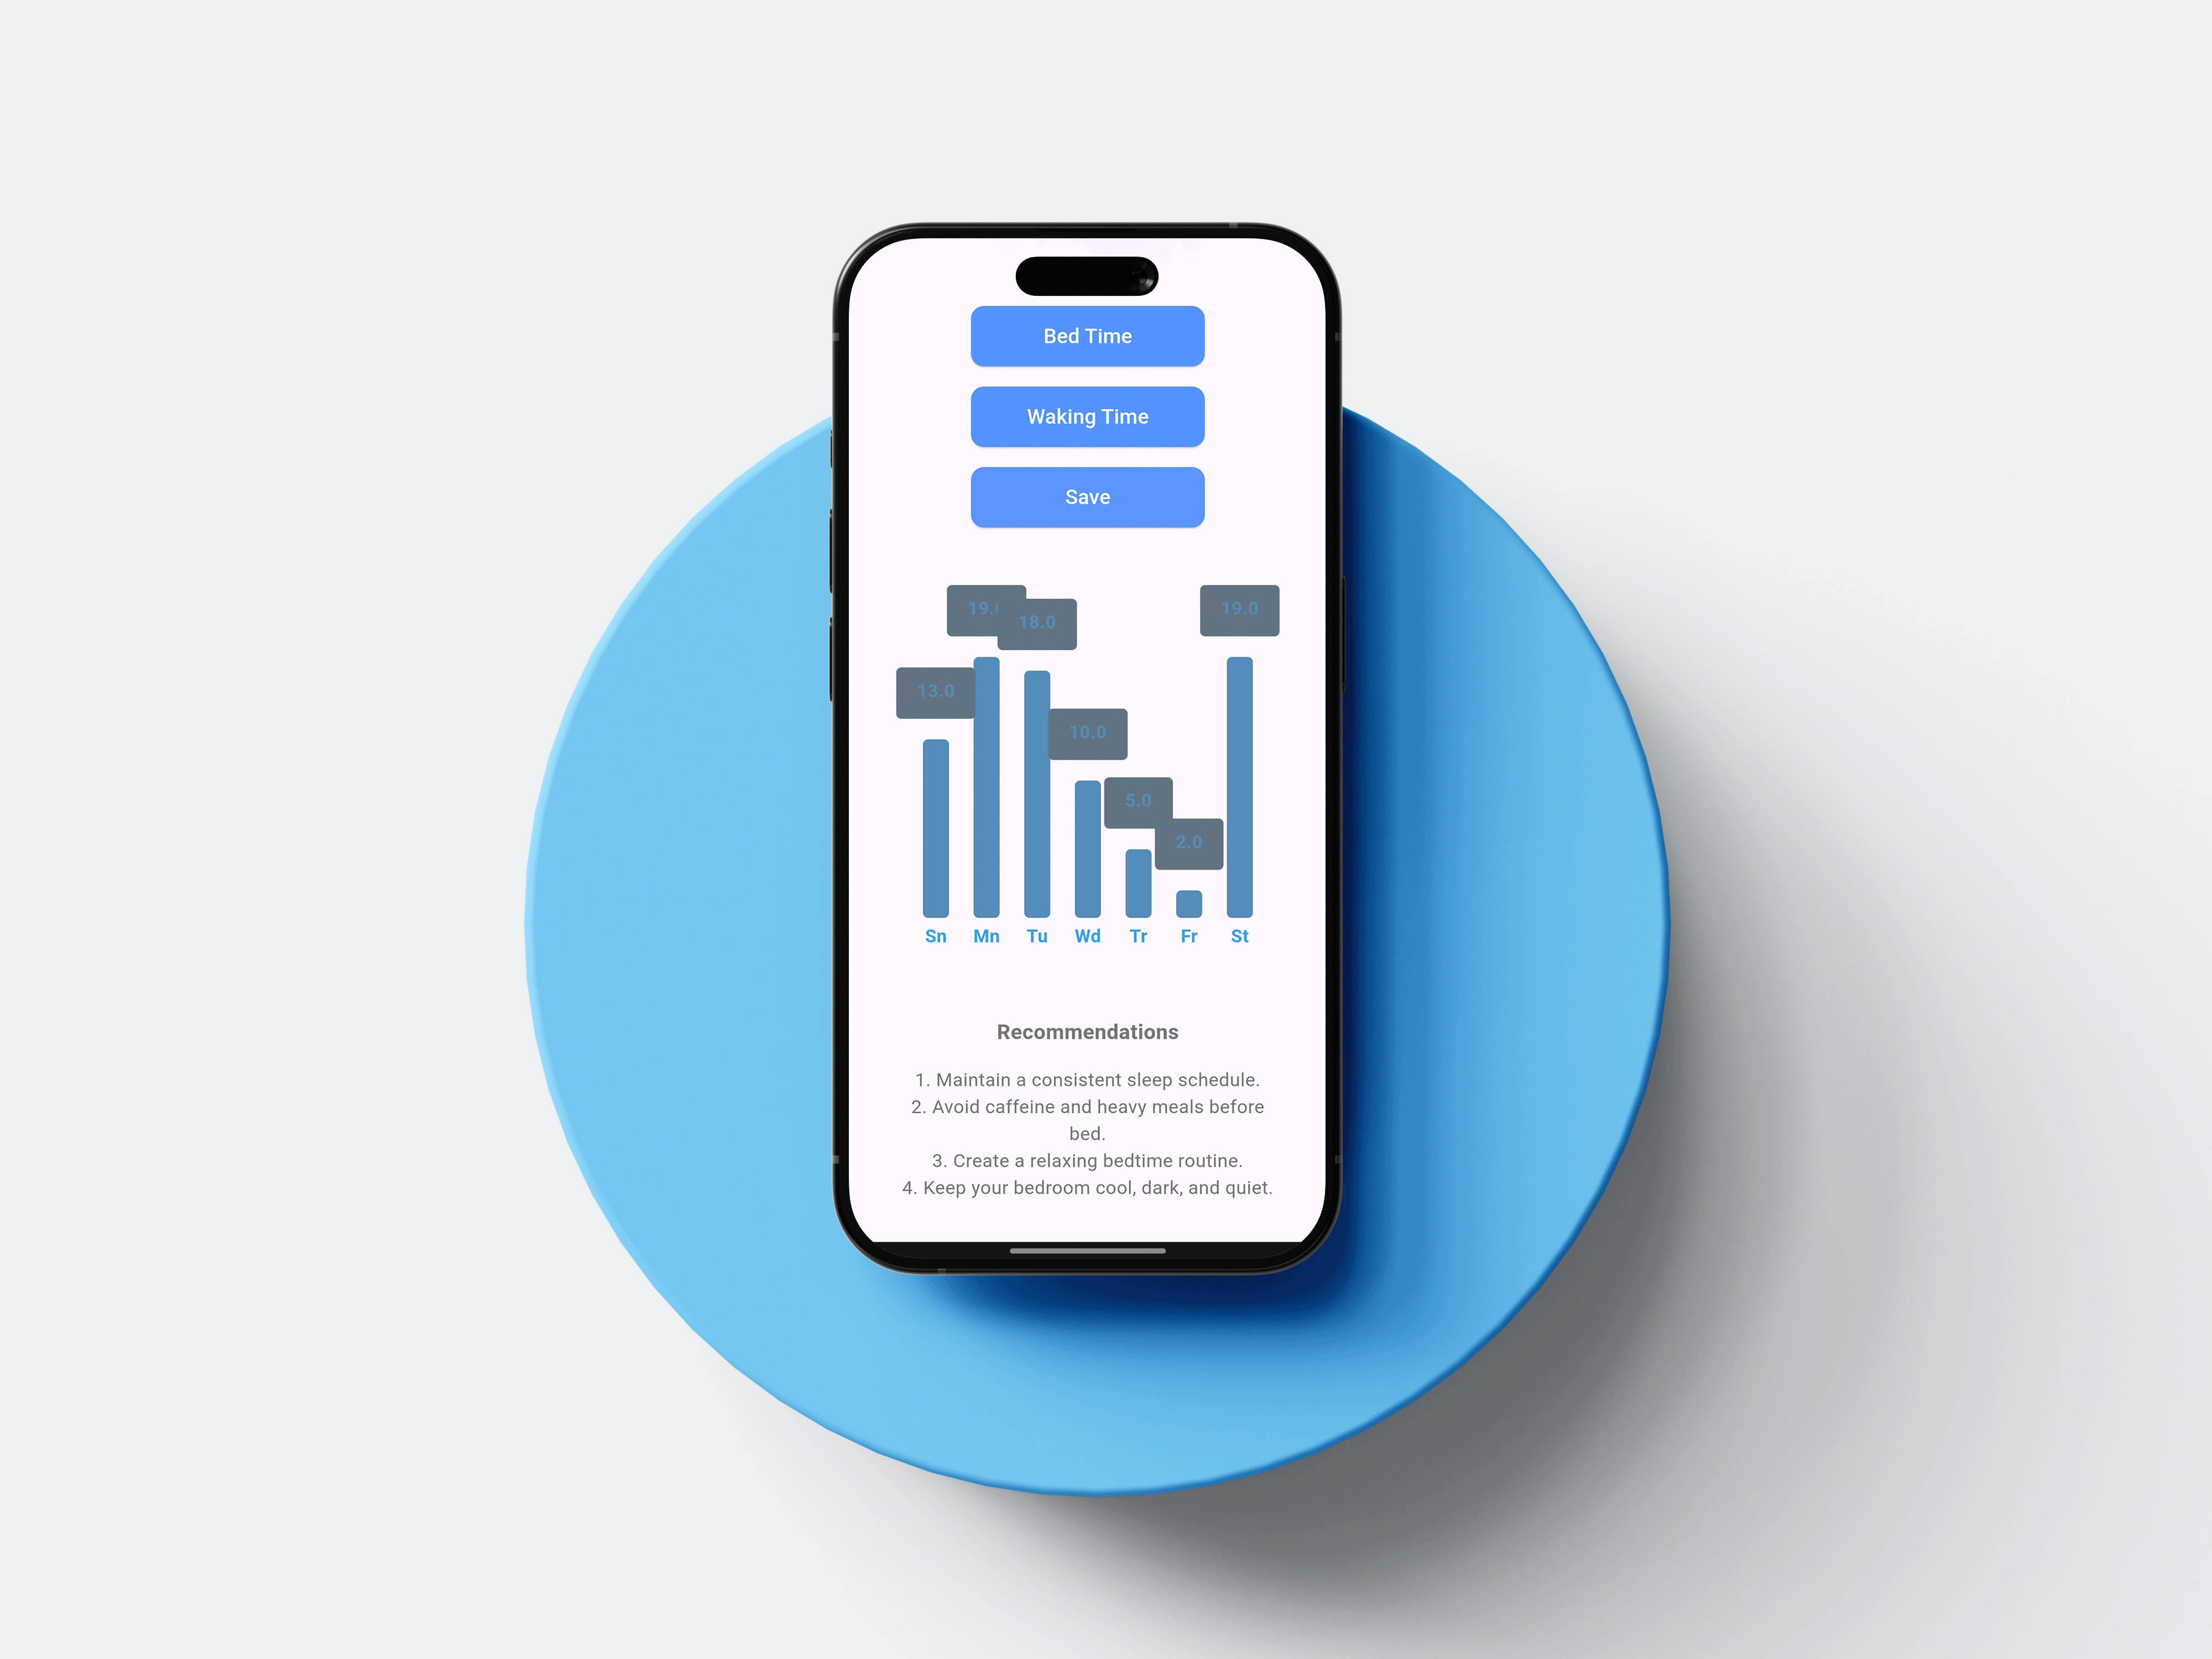 Bed Time
Waking Time
Save
19.0
18.0
19.0
13.0
10.0
5.0
2.0
Sn Mn Tu Wd Tr Fr St
Recommendations
1. Maintain a consistent sleep schedule.
2. Avoid caffeine and heavy meals before
bed.
3. Create a relaxing bedtime routine.
4. Keep your bedroom cool, dark, and quiet.